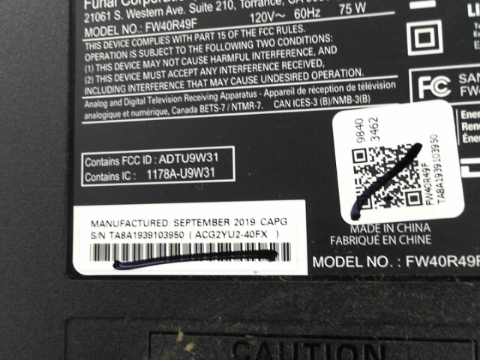 Funai Corporation
21061 S. Western Ave. Suite 210, Torrance, CA
MODEL NO.: FW40R49F 120V~ 60Hz 75 W
THIS DEVICE COMPLIES WITH PART 15 OF THE FCC RULES.
OPERATION IS SUBJECT TO THE FOLLOWING TWO CONDITIONS:
(1) THIS DEVICE MAY NOT CAUSE HARMFUL INTERFERENCE, AND
(2) THIS DEVICE MUST ACCEPT ANY INTERFERENCE RECEIVED,
INCLUDING INTERFERENCE THAT MAY CAUSE UNDESIRED OPERATION.
Analog and Digital Television Receiving Apparatus - Appareil de réception de télévision
analogique et numérique, Canada BETS-7 / NTMR-7. CAN ICES-3 (B)/NMB-3(B)
FC
SAN
FW4
Contains FCC ID : ADTU9W31
Contains IC : 1178A-U9W31
9840
3462
FW40R49F
TA8A1939103950
Ener
MANUFACTURED: SEPTEMBER 2019 CAPG
S/N TA8A1939103950 ( ACG2YU2-40FX )
MADE IN CHINA
FABRIQUÉ EN CHINE
MODEL NO. : FW40R49F
CAUTION